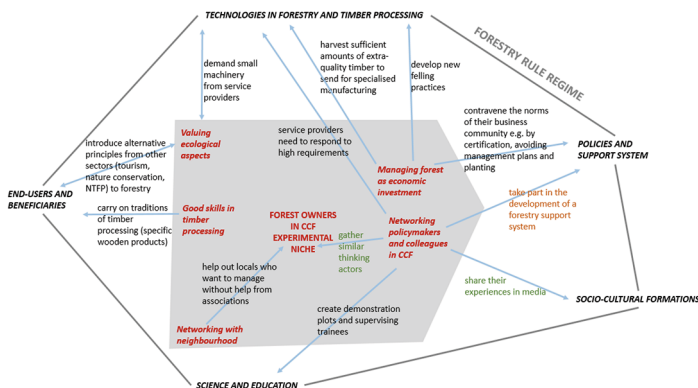 TECHNOLOGIES IN FORESTRY AND TIMBER PROCESSING
FORESTRY RULE REGIME
demand small
machinery
from service
providers
harvest sufficient
amounts of extra-
quality timber to
send for specialised
manufacturing
develop new
felling
practices
contravene the norms
of their business
community e.g. by
certification, avoiding
management plans and
planting
POLICIES AND
SUPPORT SYSTEM
introduce alternative
principles from other
sectors (tourism,
nature conservation,
NTFP) to forestry
Valuing
ecological
aspects
service providers
need to respond to
high requirements
Managing forest
as economic
investment
END-USERS AND
BENEFICIARIES
carry on traditions
of timber
processing (specific
wooden products)
Good skills in
timber
processing
FOREST OWNERS
IN CCF
EXPERIMENTAL
NICHE
gather
similar
thinking
actors
Networking
policymakers
and colleagues
in CCF
take part in the
development of a
forestry support
system
help out locals who
want to manage
without help from
associations
share their
experiences in media
SOCIO-CULTURAL FORMATIONS
Networking with
neighbourhood
create demonstration
plots and supervising
trainees
SCIENCE AND EDUCATION